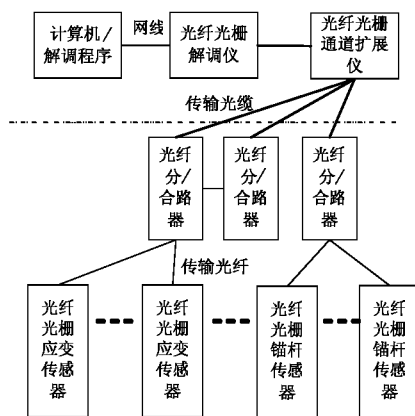 计算机/
解调程序
网线
光纤光栅
解调仪
光纤光栅
通道扩展
仪
传输光缆
光纤
分/
合路
器
光纤
分/
合路
器
光纤
分/
合路
器
传输光纤
光纤
光栅
应变
传感
器
光纤
光栅
应变
传感
器
光纤
光栅
锚杆
传感
器
光纤
光栅
锚杆
传感
器